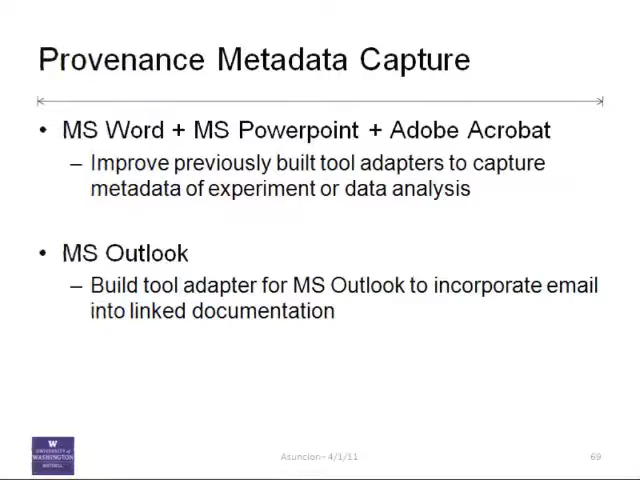 Provenance Metadata Capture
• MS Word + MS Powerpoint + Adobe Acrobat
– Improve previously built tool adapters to capture
metadata of experiment or data analysis
• MS Outlook
– Build tool adapter for MS Outlook to incorporate email
into linked documentation
W
UNIVERSITY of
WASHINGTON
BOTHELL
Asuncion– 4/1/11
69